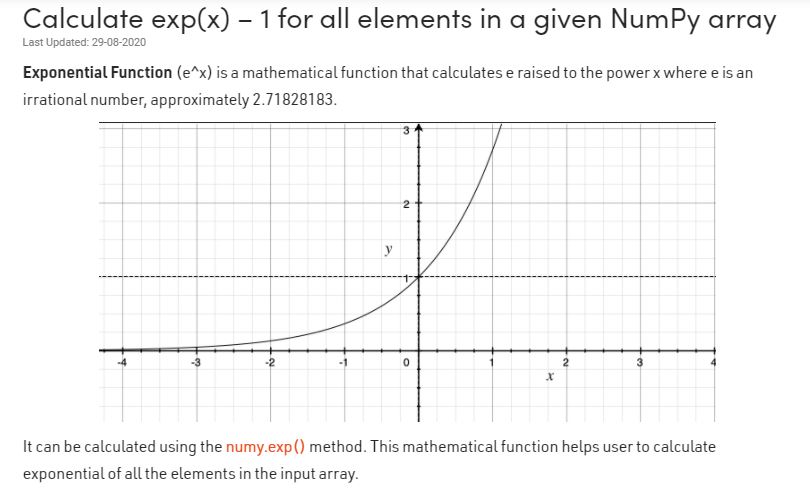 Calculate exp(x) – 1 for all elements in a given NumPy array
Last Updated: 29-08-2020
Exponential Function (e^x) is a mathematical function that calculates e raised to the power x where e is an
irrational number, approximately 2.71828183.
3
2
y
1
-4 -3 -2 -1 0 1 2 3 4
x
It can be calculated using the numy.exp() method. This mathematical function helps user to calculate
exponential of all the elements in the input array.